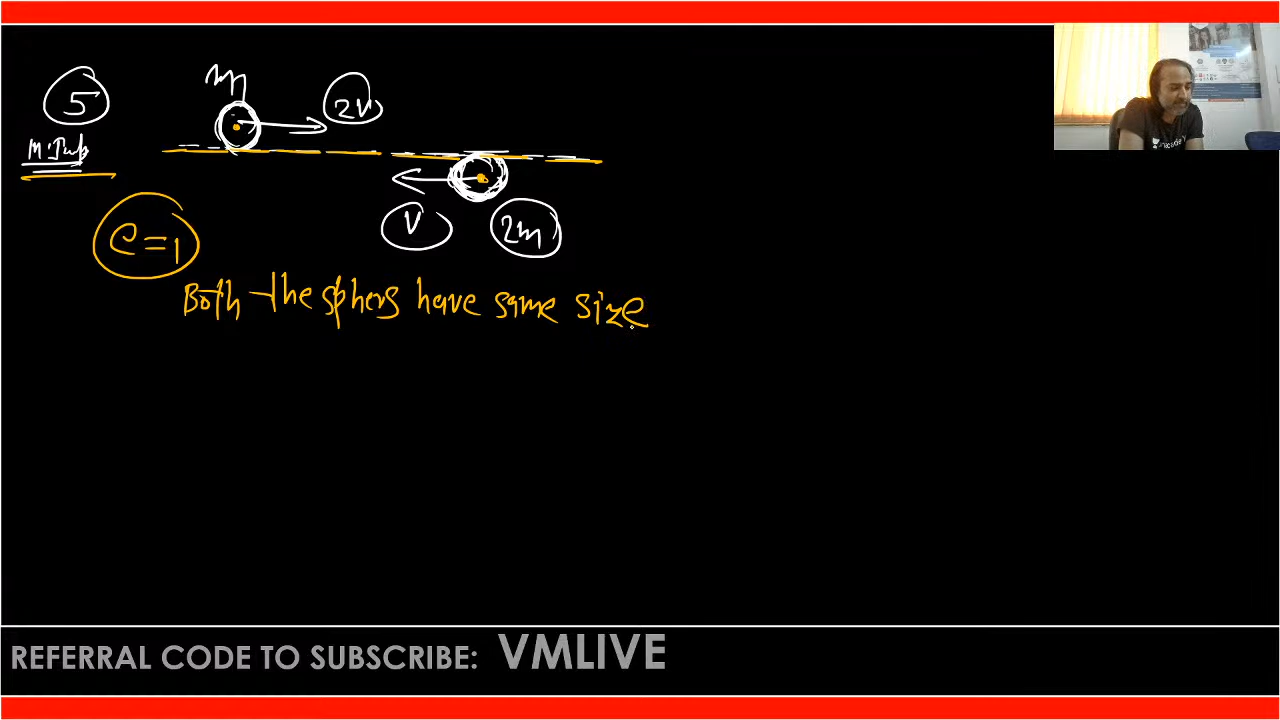 m
5
2v
M.Imp
v
2m
e=1
Both the sphers have same size
REFERRAL CODE TO SUBSCRIBE: VMLIVE